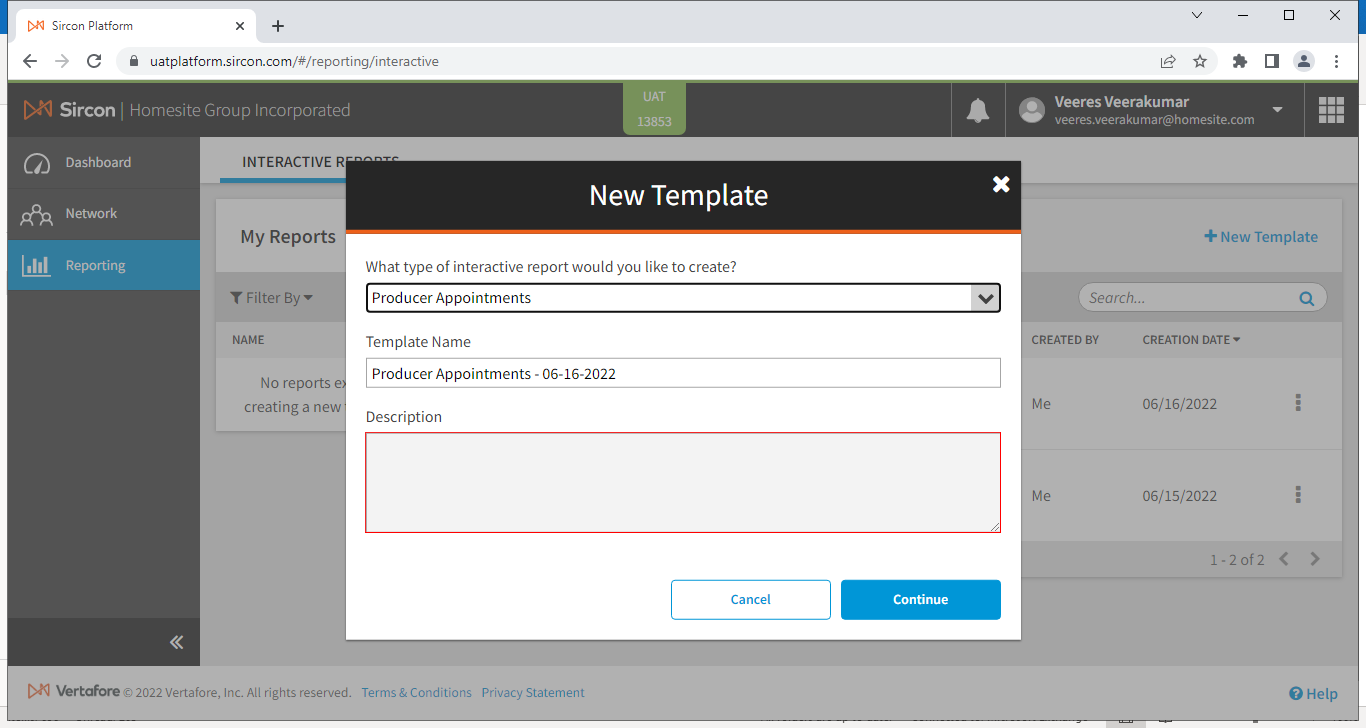 Sircon Platform
uatplatform.sircon.com/#/reporting/interactive
Sircon | Homesite Group Incorporated
UAT
13853
Veeres Veerakumar
veeres.veerakumar@homesite.com
Dashboard
Network
Reporting
INTERACTIVE REPORTS
New Template
My Reports
+ New Template
What type of interactive report would you like to create?
Producer Appointments
Filter By
Search...
Template Name
NAME
CREATED BY
CREATION DATE
Producer Appointments - 06-16-2022
No reports
creating a new
Description
Me
06/16/2022
Me
06/15/2022
1 - 2 of 2
Cancel
Continue
Vertafore © 2022 Vertafore, Inc. All rights reserved. Terms & Conditions Privacy Statement
Help